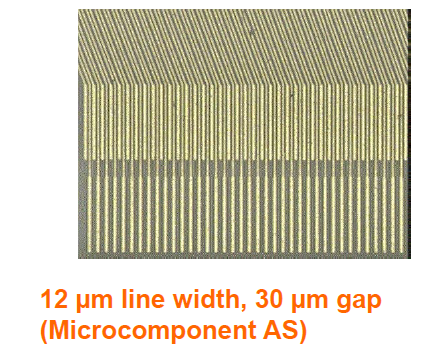 12 µm line width, 30 µm gap
(Microcomponent AS)